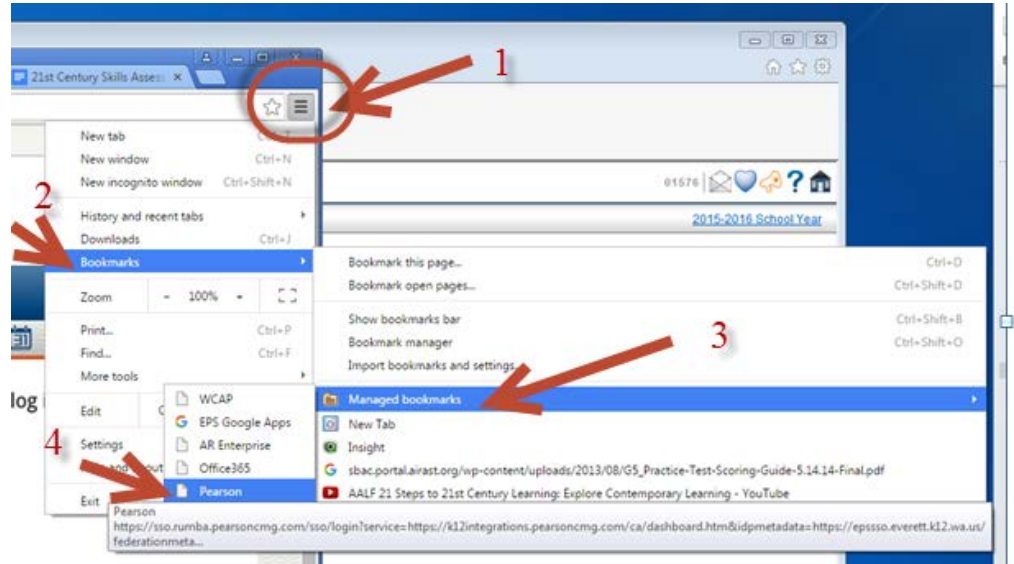 1
21st Century Skills Asses
New tab
New window Ctrl+N
New incognito window Ctrl+Shift+N
01576
2
History and recent tabs
2015-2016 School Year
Downloads Ctrl+J
Bookmarks
Bookmark this page... Ctrl+D
Bookmark open pages... Ctrl+Shift+D
Zoom - 100% +
Show bookmarks bar Ctrl+Shift+B
Print... Ctrl+P
Bookmark manager Ctrl+Shift+O
3
Find... Ctrl+F
Import bookmarks and settings...
More tools
log
Edit
WCAP
Managed bookmarks
EPS Google Apps
New Tab
4
Settings
AR Enterprise
Insight
Office365
sbac.portal.airast.org/wp-content/uploads/2013/08/G5_Practice-Test-Scoring-Guide-5.14.14-Final.pdf
Exit
Pearson
AALF 21 Steps to 21st Century Learning: Explore Contemporary Learning - YouTube
Pearson
https://sso.rumba.pearsoncmg.com/sso/login?service=https://k12integrations.pearsoncmg.com/ca/dashboard.htm&idpmetadata=https://epssso.everett.k12.wa.us/
federationmeta...